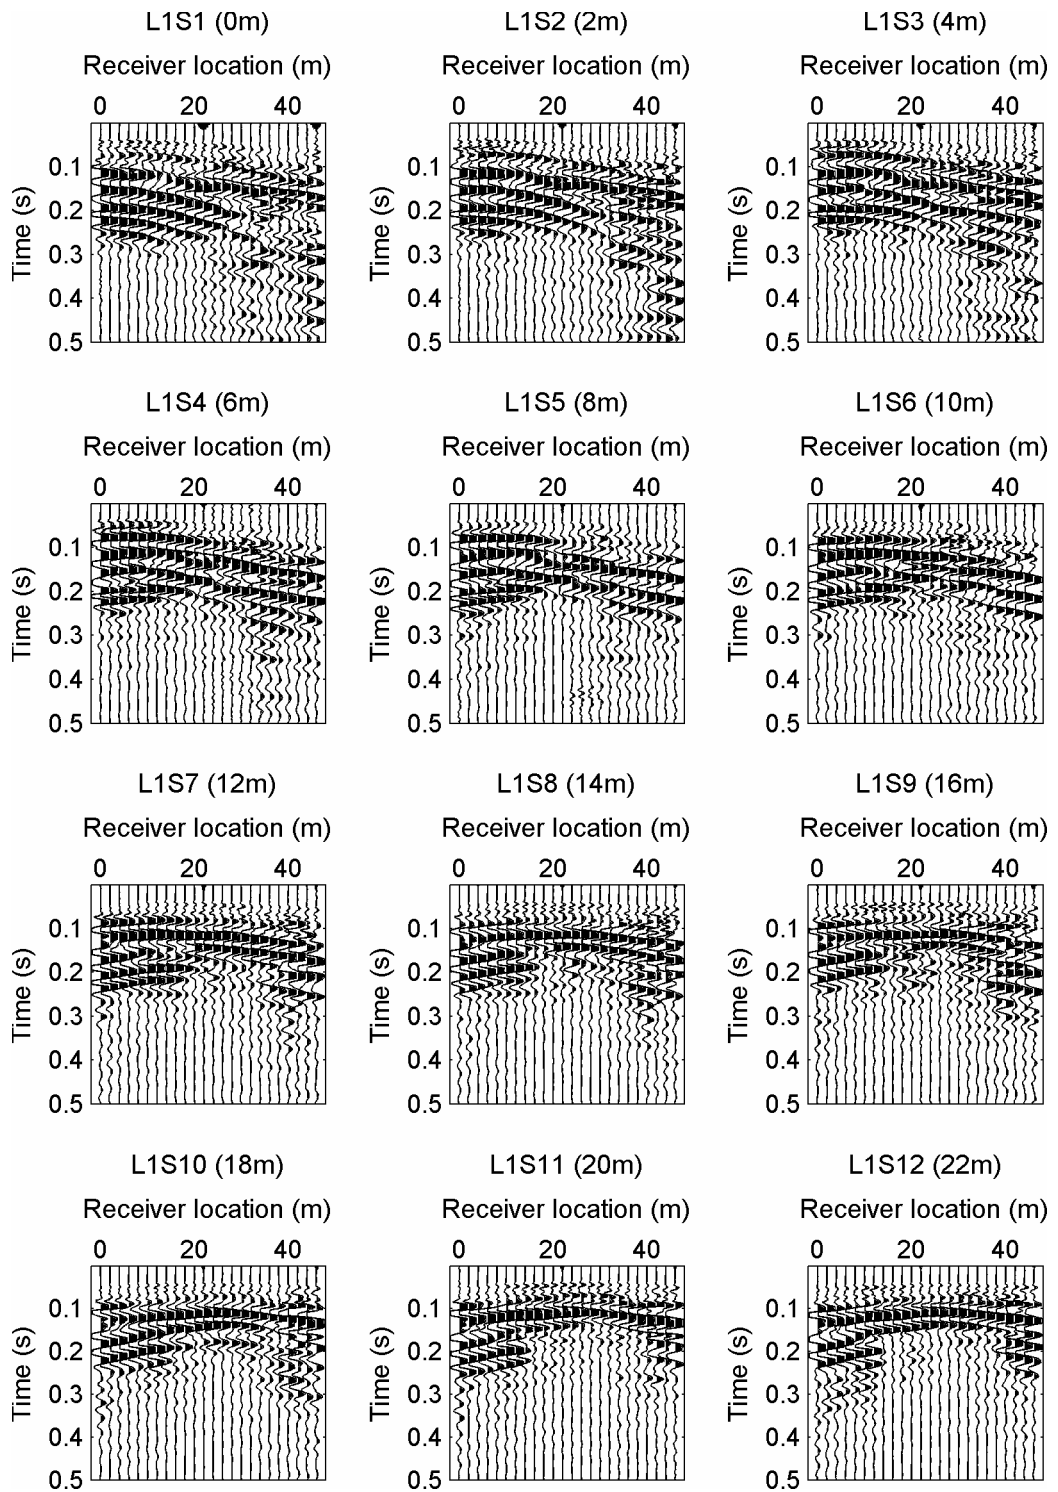 L1S1 (0m) L1S2 (2m) L1S3 (4m)
Receiver location (m) Receiver location (m) Receiver location (m)
0 20 40 0 20 40 0 20 40
0.1 0.1 0.1
0.2 0.2 0.2
Time (s) Time (s) Time (s)
0.3 0.3 0.3
0.4 0.4 0.4
0.5 0.5 0.5
L1S4 (6m) L1S5 (8m) L1S6 (10m)
Receiver location (m) Receiver location (m) Receiver location (m)
0 20 40 0 20 40 0 20 40
0.1 0.1 0.1
0.2 0.2 0.2
Time (s) Time (s) Time (s)
0.3 0.3 0.3
0.4 0.4 0.4
0.5 0.5 0.5
L1S7 (12m) L1S8 (14m) L1S9 (16m)
Receiver location (m) Receiver location (m) Receiver location (m)
0 20 40 0 20 40 0 20 40
0.1 0.1 0.1
0.2 0.2 0.2
Time (s) Time (s) Time (s)
0.3 0.3 0.3
0.4 0.4 0.4
0.5 0.5 0.5
L1S10 (18m) L1S11 (20m) L1S12 (22m)
Receiver location (m) Receiver location (m) Receiver location (m)
0 20 40 0 20 40 0 20 40
0.1 0.1 0.1
0.2 0.2 0.2
Time (s) Time (s) Time (s)
0.3 0.3 0.3
0.4 0.4 0.4
0.5 0.5 0.5